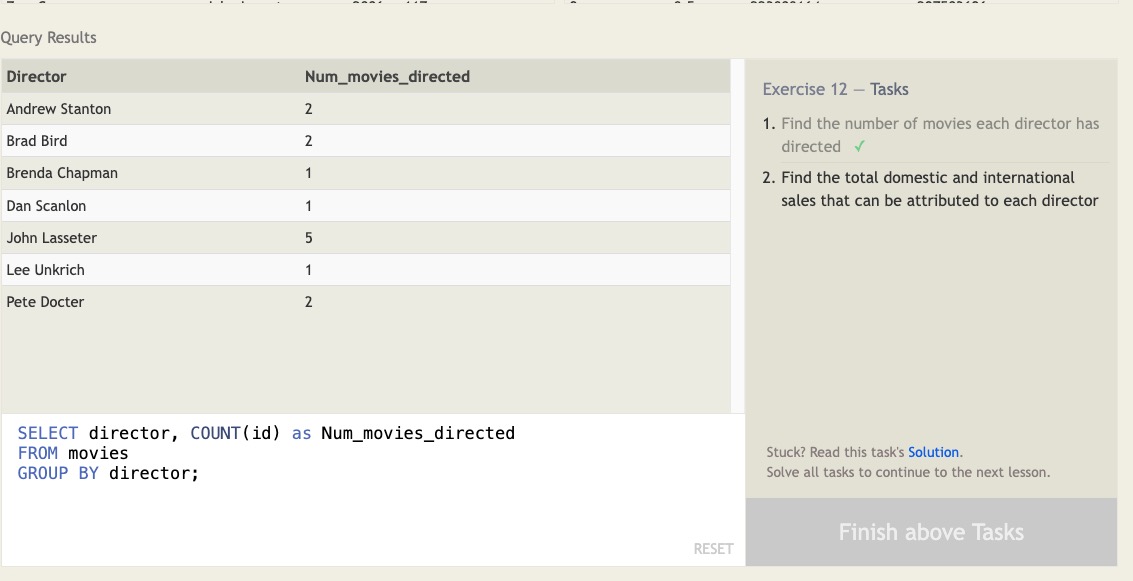 Query Results
Director Num_movies_directed
Andrew Stanton 2
Brad Bird 2
Brenda Chapman 1
Dan Scanlon 1
John Lasseter 5
Lee Unkrich 1
Pete Docter 2
SELECT director, COUNT(id) as Num_movies_directed
FROM movies
GROUP BY director;
RESET
Exercise 12 — Tasks
1. Find the number of movies each director has
directed ✓
2. Find the total domestic and international
sales that can be attributed to each director
Stuck? Read this task's Solution.
Solve all tasks to continue to the next lesson.
Finish above Tasks